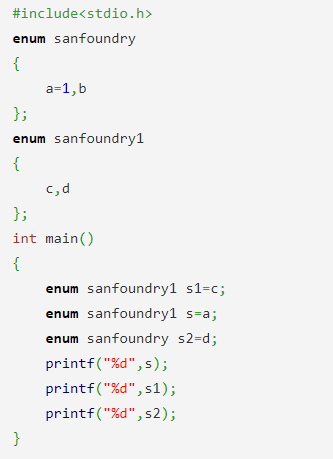 #include<stdio.h>
enum sanfoundry
{
    a=1,b
};
enum sanfoundry1
{
    c,d
};
int main()
{
    enum sanfoundry1 s1=c;
    enum sanfoundry1 s=a;
    enum sanfoundry s2=d;
    printf("%d",s);
    printf("%d",s1);
    printf("%d",s2);
}